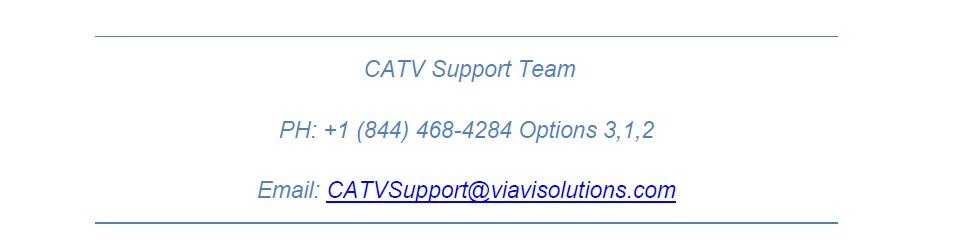 CATV Support Team
PH: +1 (844) 468-4284 Options 3,1,2
Email: CATVSupport@viavisolutions.com